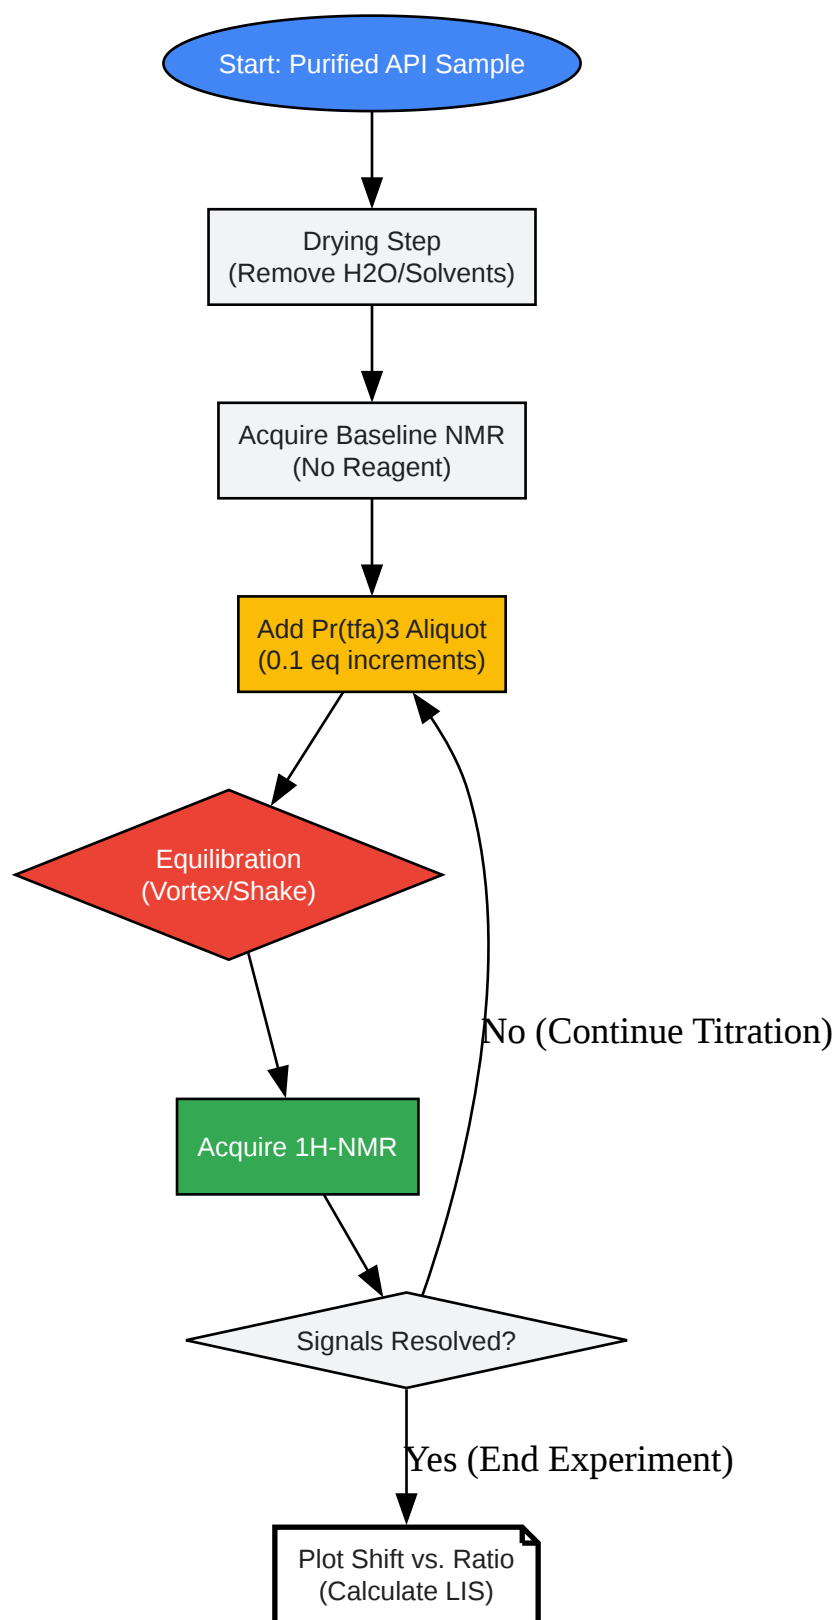 Start: Purified API Sample
Drying Step
(Remove H2O/Solvents)
Acquire Baseline NMR
(No Reagent)
Add Pr(tfa)3 Aliquot
(0.1 eq increments)
Equilibration
(Vortex/Shake)
No (Continue Titration)
Acquire 1H-NMR
Signals Resolved?
Yes (End Experiment)
Plot Shift vs. Ratio
(Calculate LIS)